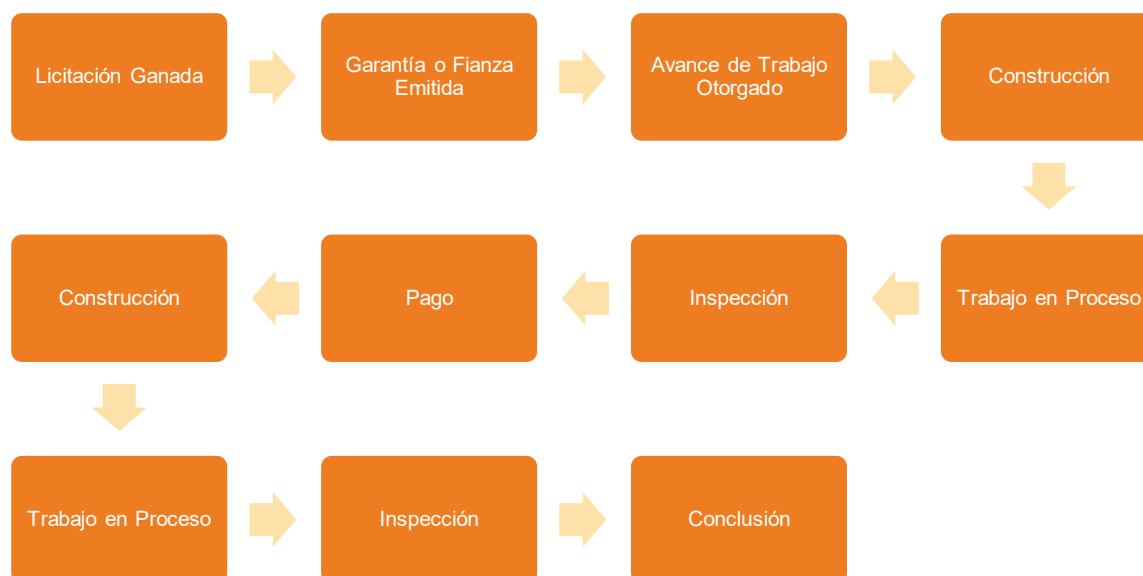 Licitación Ganada
Garantía o Fianza
Emitida
Avance de Trabajo
Otorgado
Construcción
Trabajo en Proceso
Inspección
Pago
Construcción
Trabajo en Proceso
Inspección
Conclusión